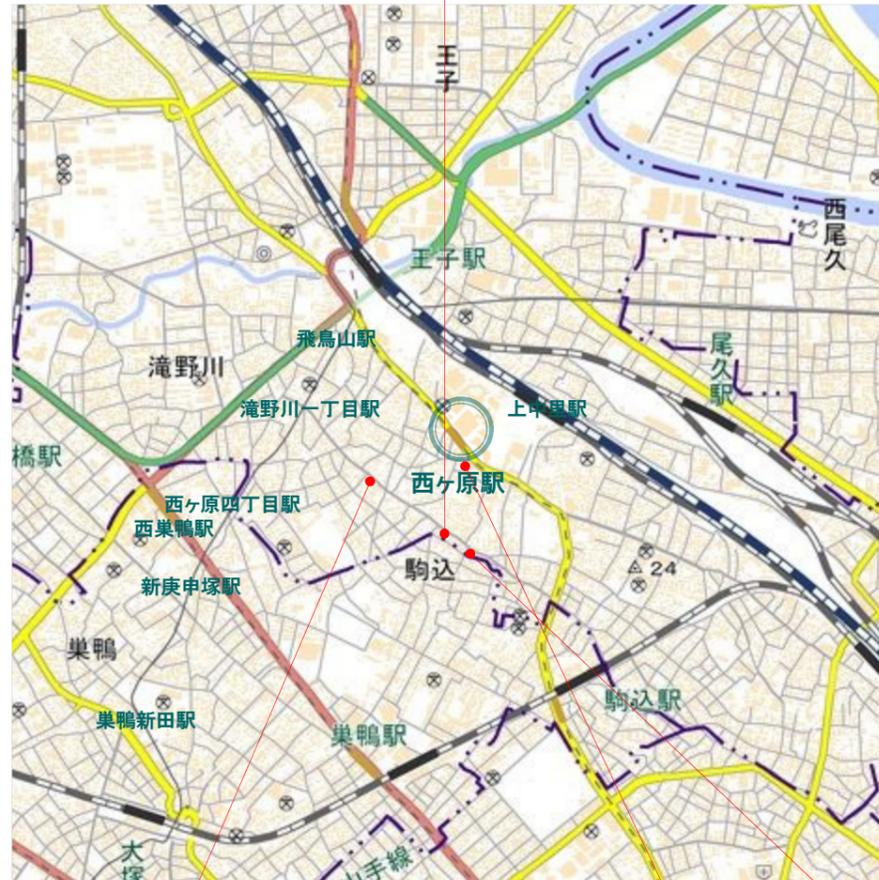 王子
西尾久
王子駅
飛鳥山駅
尾久駅
滝野川
滝野川一丁目駅
上中里駅
橋駅
西ヶ原駅
西ヶ原四丁目駅
西巣鴨駅
駒込
24
新庚申塚駅
巣鴨
駒込駅
巣鴨新田駅
巣鴨駅
大塚
山手線